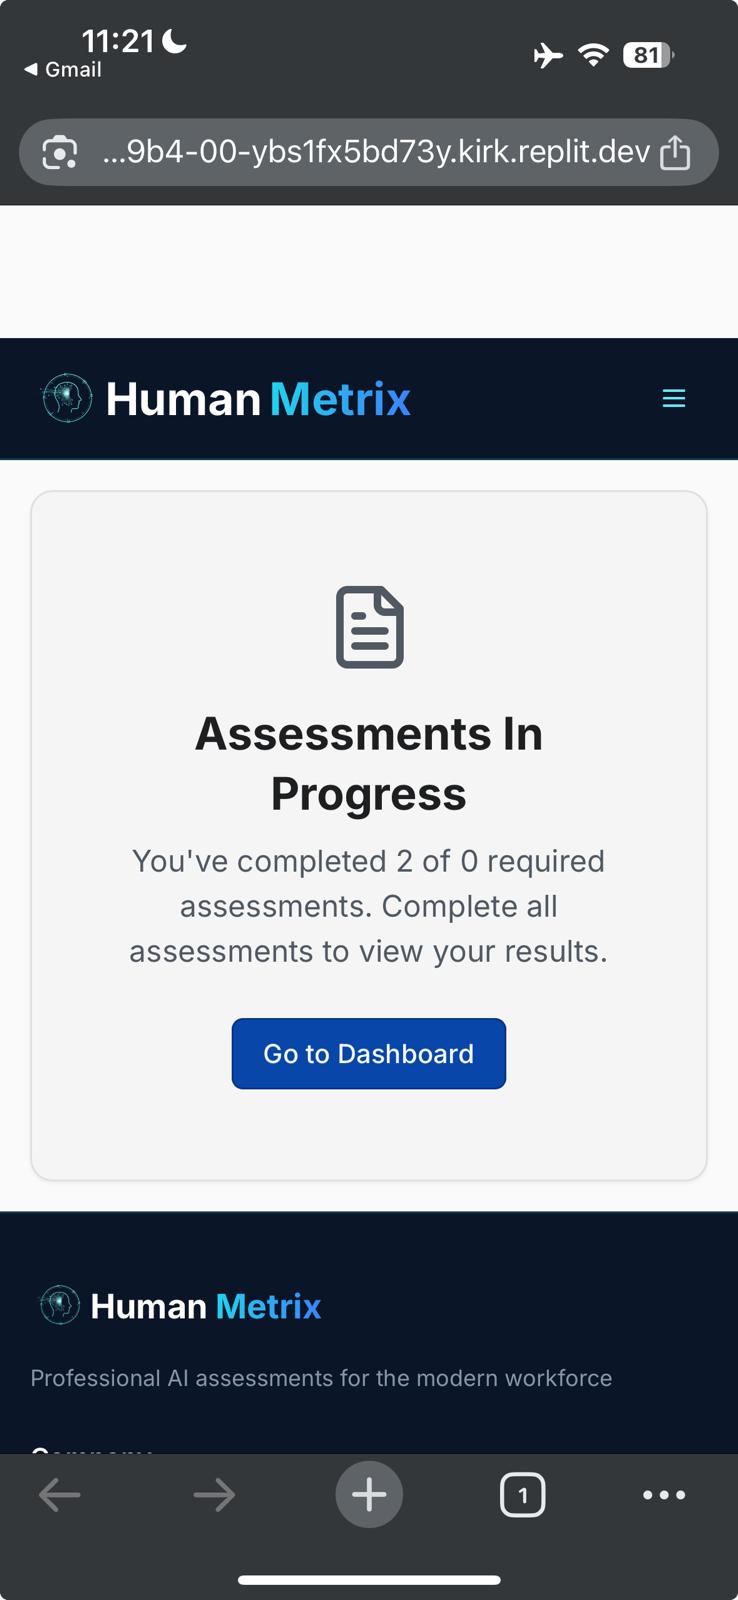 11:21
Gmail
81
...9b4-00-ybs1fx5bd73y.kirk.replit.dev
Human Metrix
Assessments In
Progress
You've completed 2 of 0 required
assessments. Complete all
assessments to view your results.
Go to Dashboard
Human Metrix
Professional AI assessments for the modern workforce
1